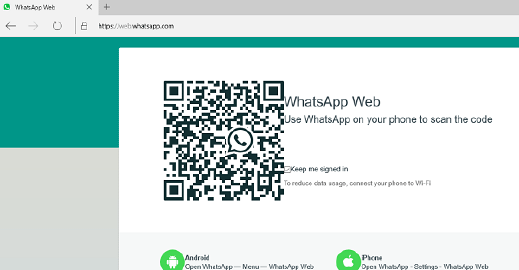 WhatsApp Web
https://web.whatsapp.com
WhatsApp Web
Use WhatsApp on your phone to scan the code
Keep me signed in
To reduce data usage, connect your phone to Wi-Fi
Android
Open WhatsApp — Menu — WhatsApp Web
iPhone
Open WhatsApp - Settings - WhatsApp Web